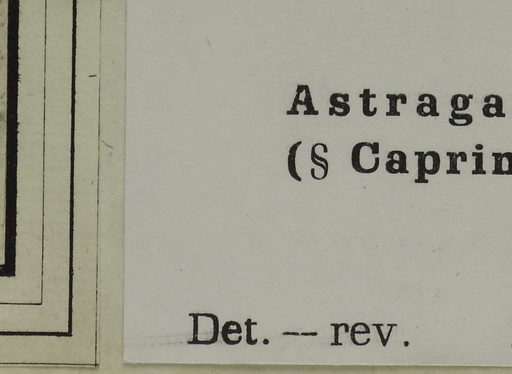 Astraga
(§ Caprin
Det. — rev.